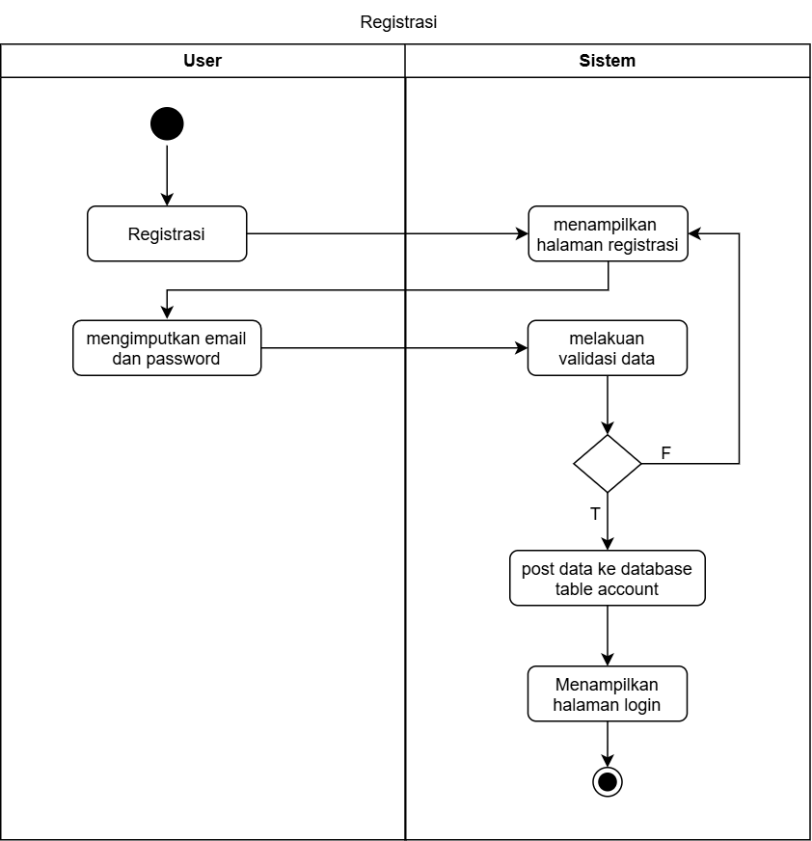 Registrasi
User
Sistem
Registrasi
menampilkan
halaman registrasi
mengimputkan email
dan password
melakuan
validasi data
F
T
post data ke database
table account
Menampilkan
halaman login